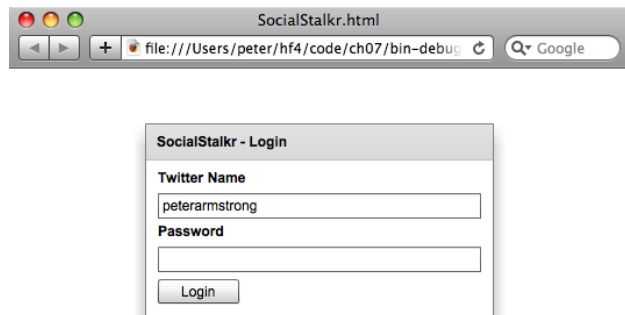 SocialStalkr.html
file:///Users/peter/hf4/code/ch07/bin-debug
Google
SocialStalkr - Login
Twitter Name
peterarmstrong
Password
Login